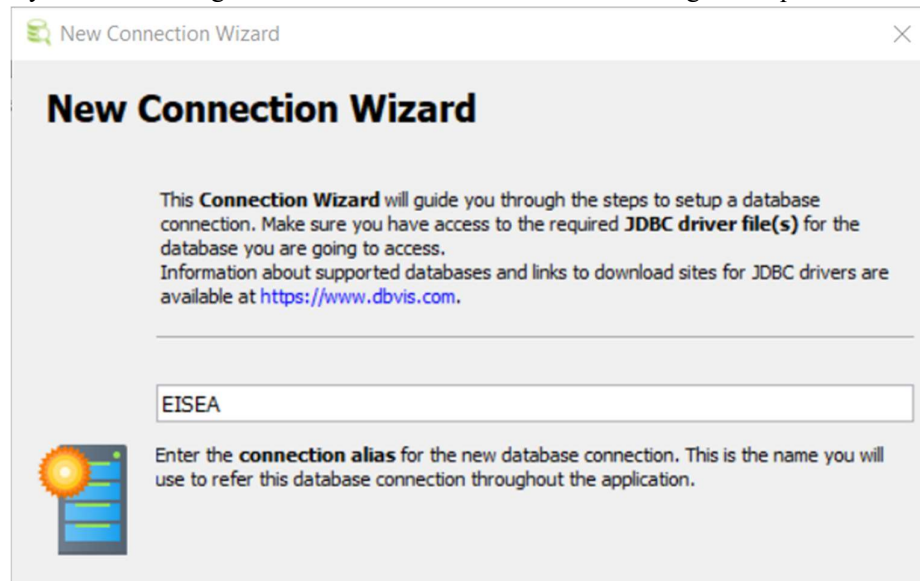 New Connection Wizard
New Connection Wizard
This Connection Wizard will guide you through the steps to setup a database
connection. Make sure you have access to the required JDBC driver file(s) for the
database you are going to access.
Information about supported databases and links to download sites for JDBC drivers are
available at https://www.dbvis.com.
EISEA
Enter the connection alias for the new database connection. This is the name you will
use to refer this database connection throughout the application.